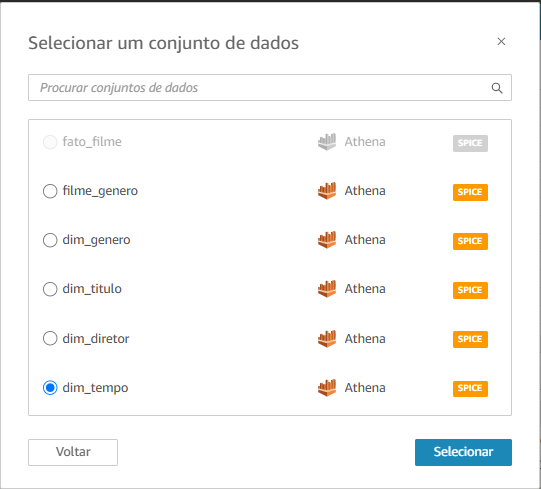 Selecionar um conjunto de dados
Procurar conjuntos de dados
fato_filme Athena SPICE
filme_genero Athena SPICE
dim_genero Athena SPICE
dim_titulo Athena SPICE
dim_diretor Athena SPICE
dim_tempo Athena SPICE
Voltar Selecionar